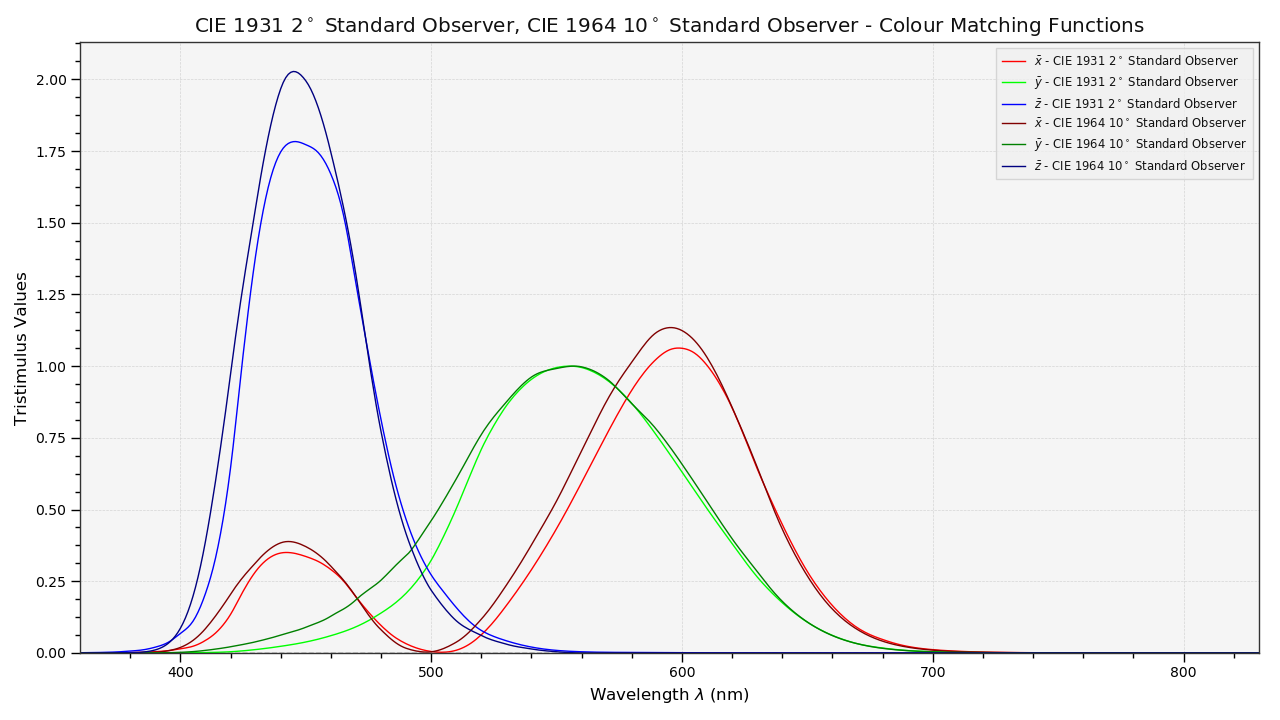 CIE 1931 2° Standard Observer, CIE 1964 10° Standard Observer - Colour Matching Functions
x̄ - CIE 1931 2° Standard Observer
ȳ - CIE 1931 2° Standard Observer
z̄ - CIE 1931 2° Standard Observer
x̄ - CIE 1964 10° Standard Observer
ȳ - CIE 1964 10° Standard Observer
z̄ - CIE 1964 10° Standard Observer
Tristimulus Values
2.00
1.75
1.50
1.25
1.00
0.75
0.50
0.25
0.00
400 500 600 700 800
Wavelength λ (nm)